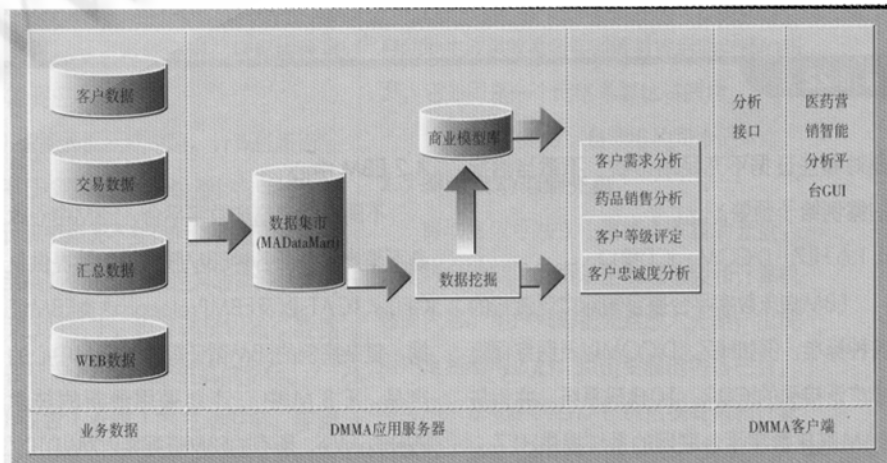 客户数据
交易数据
汇总数据
WEB数据
数据集市
(MADataMart)
商业模型库
数据挖掘
客户需求分析
药品销售分析
客户等级评定
客户忠诚度分析
分析
接口
医药营
销智能
分析平
台GUI
业务数据
DMMA应用服务器
DMMA客户端